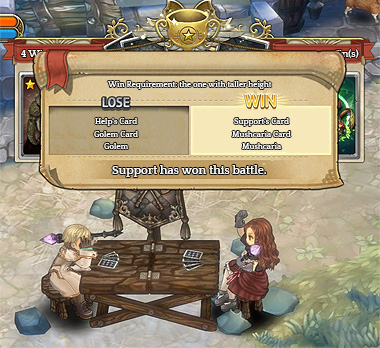 4 W
n(s)
Win Requirement: the one with taller height
LOSE WIN
Help's Card Support's Card
Golem Card Mushcaria Card
Golem Mushcaria
Support has won this battle.